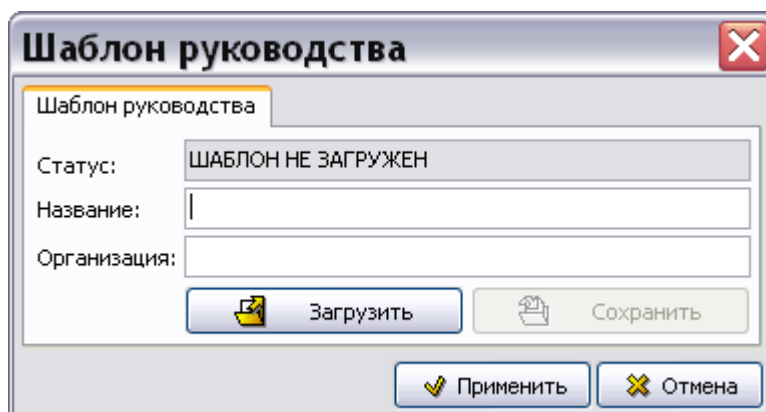 Шаблон руководства
Шаблон руководства
Статус: ШАБЛОН НЕ ЗАГРУЖЕН
Название:
Организация:
Загрузить Сохранить
Применить Отмена